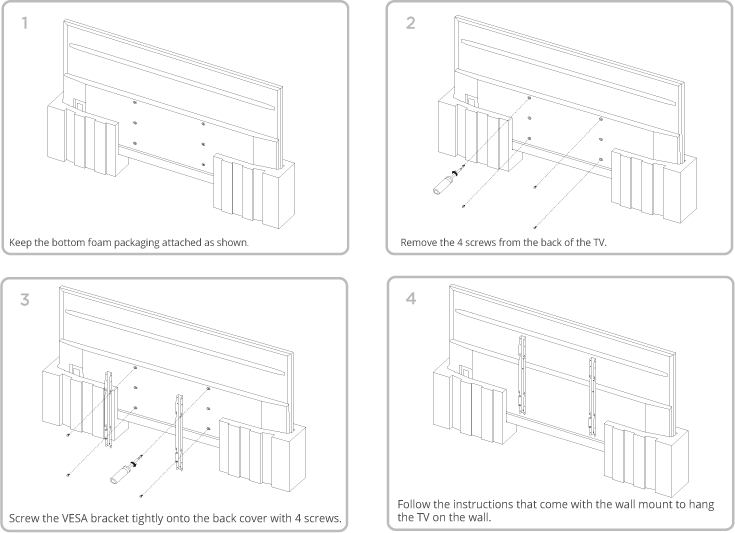 1
Keep the bottom foam packaging attached as shown.
2
Remove the 4 screws from the back of the TV.
3
Screw the VESA bracket tightly onto the back cover with 4 screws.
4
Follow the instructions that come with the wall mount to hang
the TV on the wall.